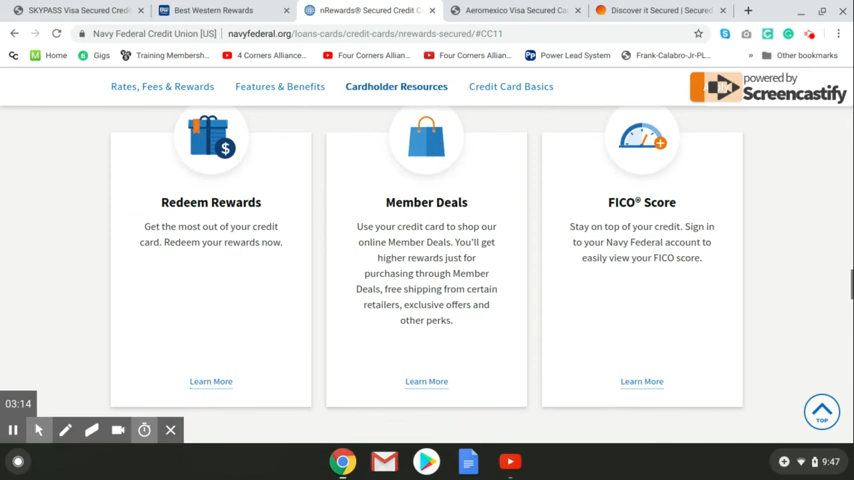 SKYPASS Visa Secured Credi
Best Western Rewards
nRewards® Secured Credit C
Aeromexico Visa Secured Ca
Discover it Secured | Secured
Navy Federal Credit Union [US]
navyfederal.org/loans-cards/credit-cards/nrewards-secured/#CC11
Home
Gigs
Training Membersh...
4 Corners Alliance...
Four Corners Allian...
Four Corners Allian...
Power Lead System
Frank-Calabro-Jr-PL...
»
Other bookmarks
Rates, Fees & Rewards
Features & Benefits
Cardholder Resources
Credit Card Basics
powered by
Screencastify
Redeem Rewards
Get the most out of your credit
card. Redeem your rewards now.
Learn More
Member Deals
Use your credit card to shop our
online Member Deals. You'll get
higher rewards just for
purchasing through Member
Deals, free shipping from certain
retailers, exclusive offers and
other perks.
Learn More
FICO® Score
Stay on top of your credit. Sign in
to your Navy Federal account to
easily view your FICO score.
Learn More
TOP
03:14
9:47